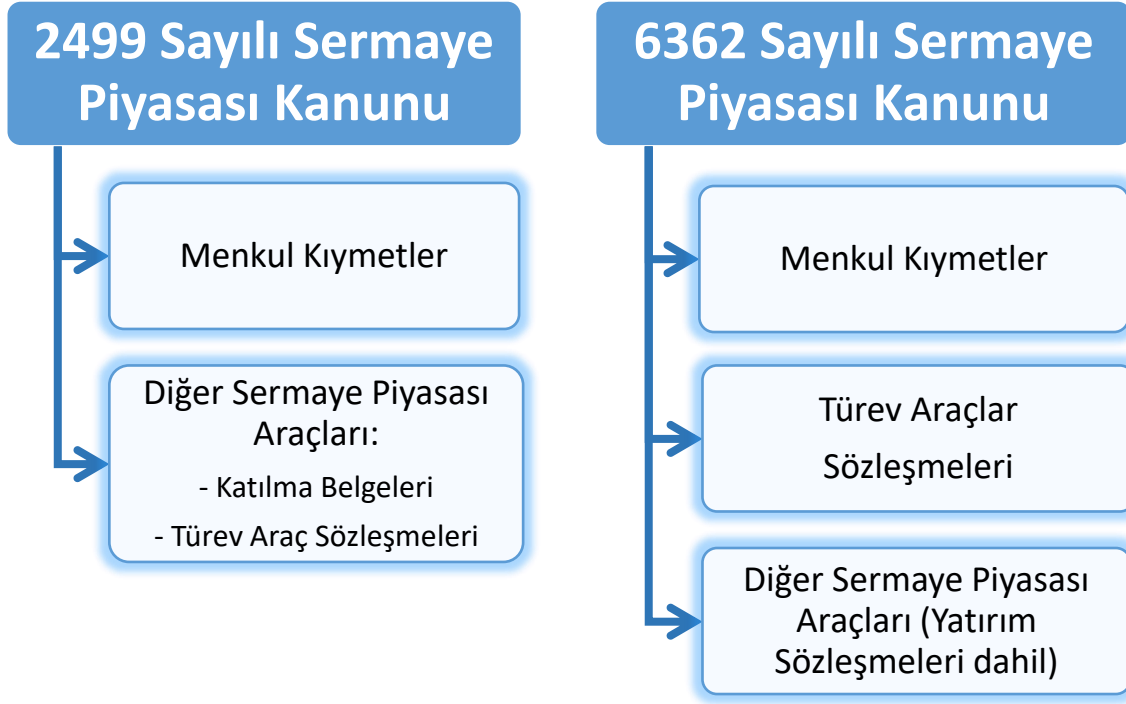 2499 Sayılı Sermaye
Piyasası Kanunu
Menkul Kıymetler
Diğer Sermaye Piyasası
Araçları:
- Katılma Belgeleri
- Türev Araç Sözleşmeleri
6362 Sayılı Sermaye
Piyasası Kanunu
Menkul Kıymetler
Türev Araçlar
Sözleşmeleri
Diğer Sermaye Piyasası
Araçları (Yatırım
Sözleşmeleri dahil)